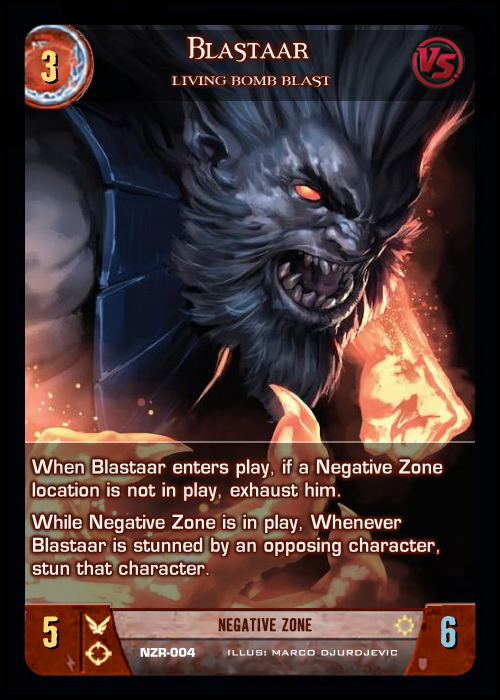 3
BLASTAAR
VS
LIVING BOMB BLAST
When Blastaar enters play, if a Negative Zone
location is not in play, exhaust him.
While Negative Zone is in play, Whenever
Blastaar is stunned by an opposing character,
stun that character.
5
NEGATIVE ZONE
6
NZR-004 ILLUS: MARCO DJURDJEVIC